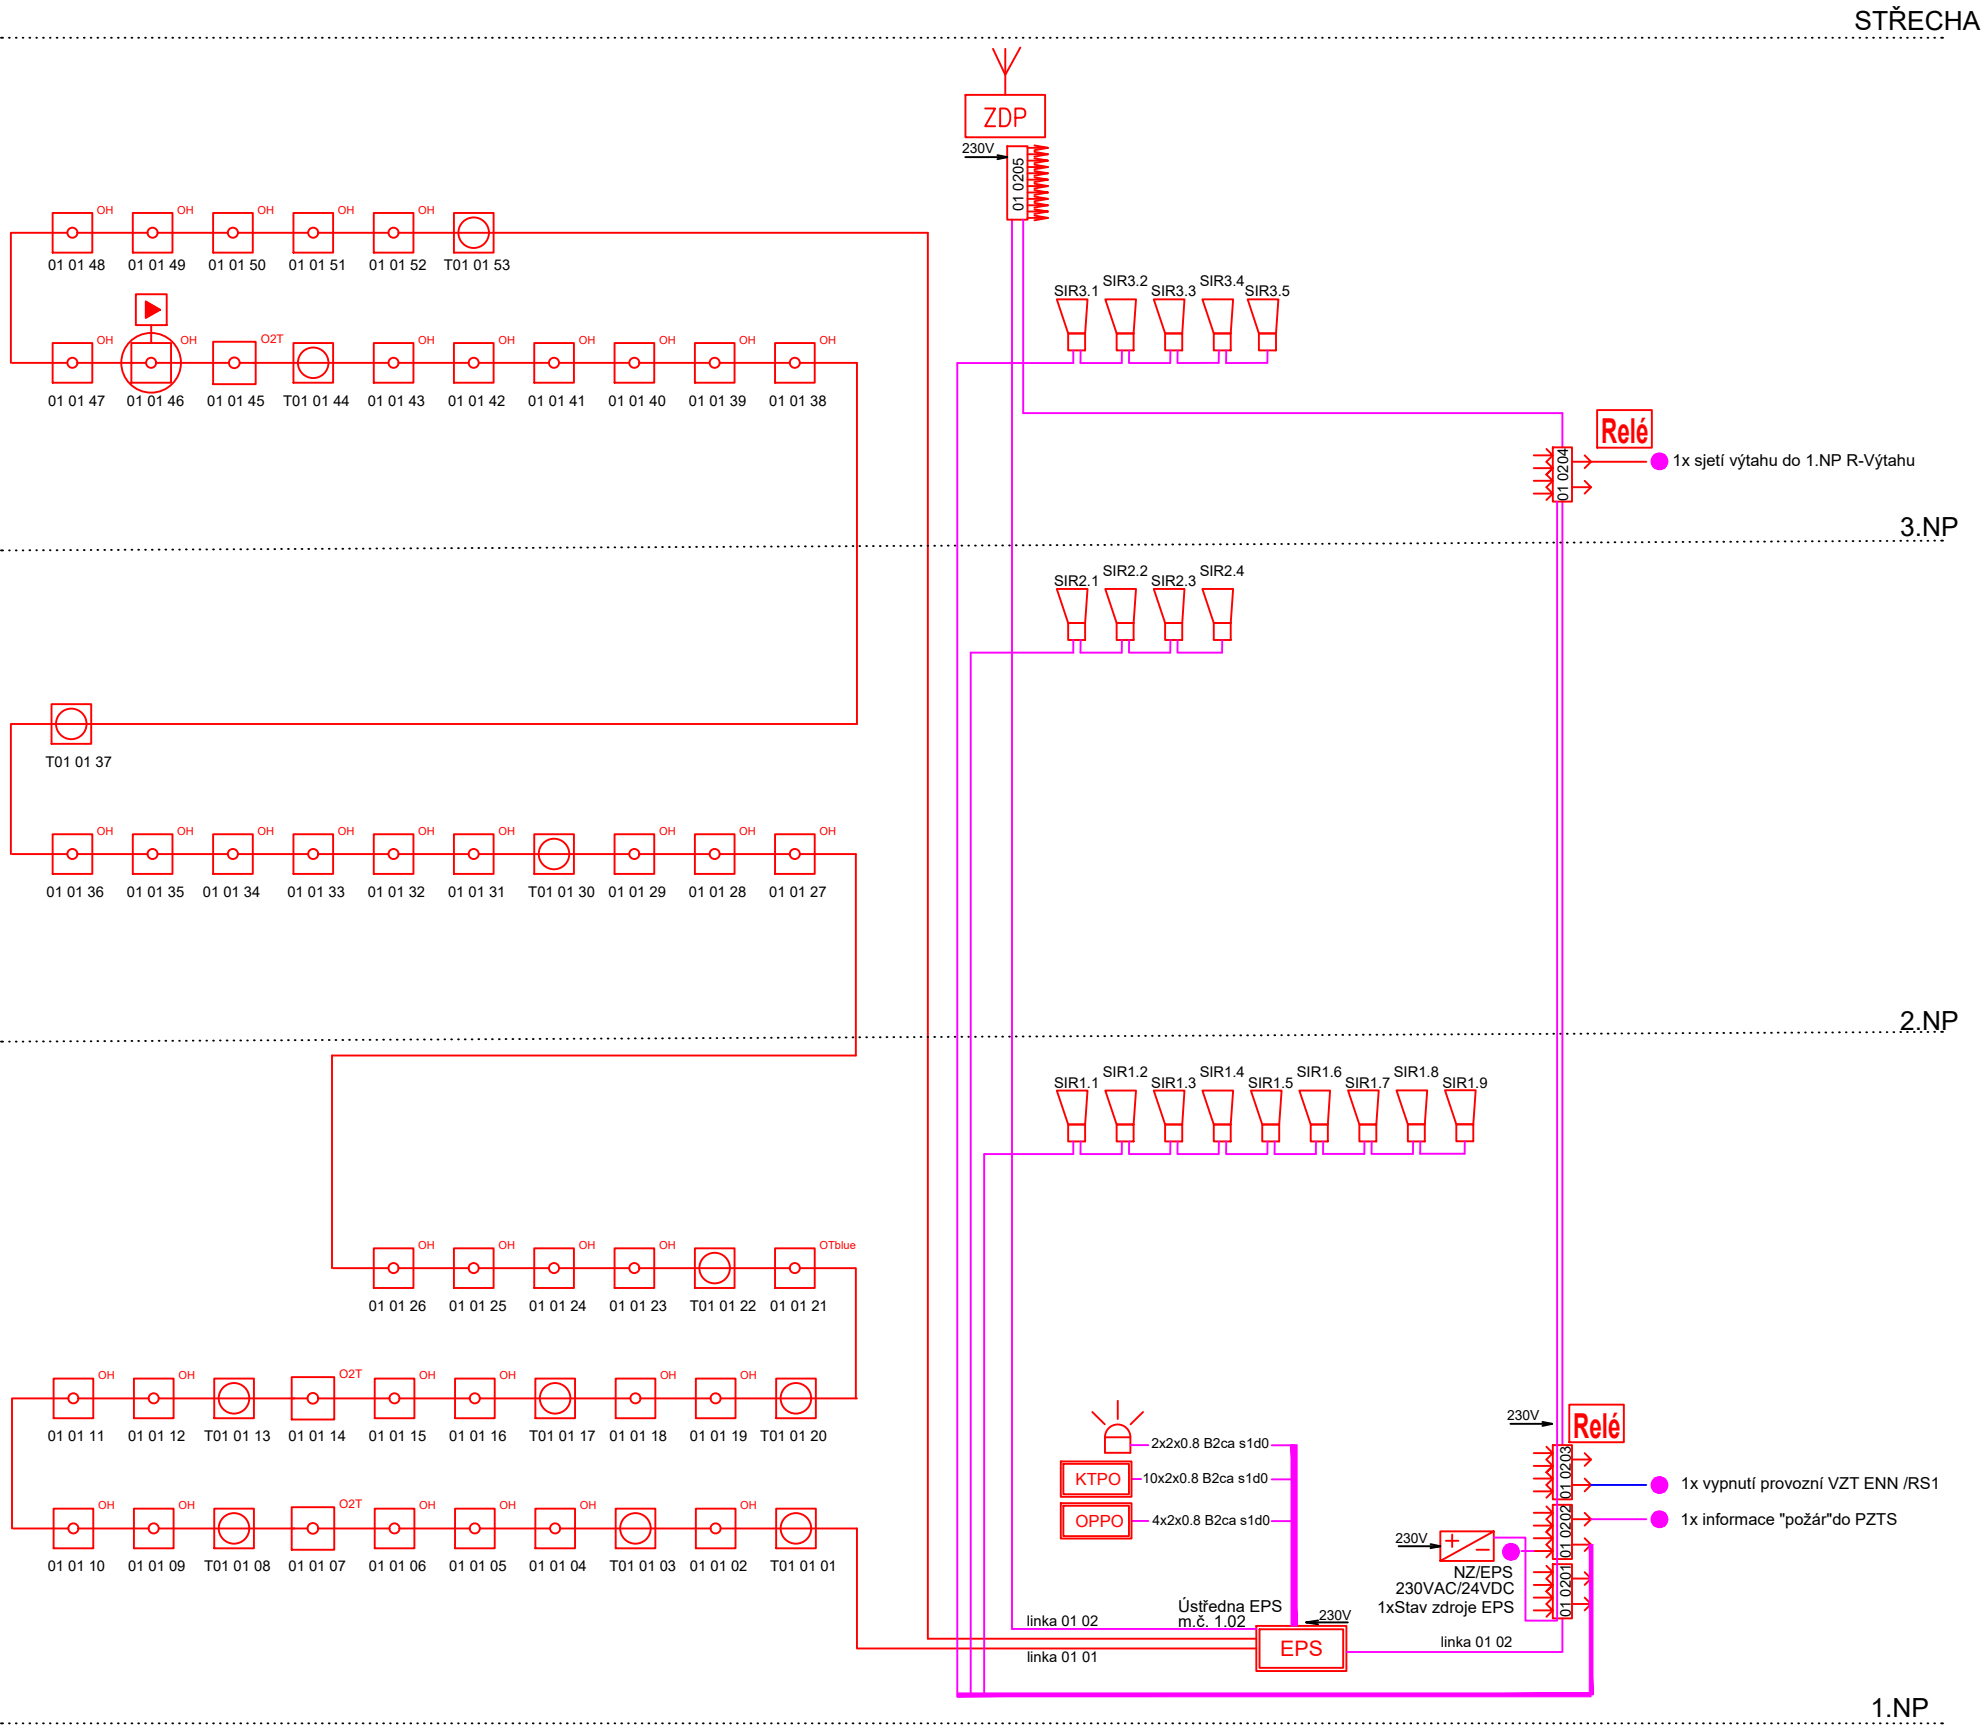 STŘECHA
ZDP
230V
01 0205
OH OH OH OH OH
01 01 48 01 01 49 01 01 50 01 01 51 01 01 52 T01 01 53
SIR3.1 SIR3.2 SIR3.3 SIR3.4 SIR3.5
OH OH O2T OH OH OH OH OH OH
01 01 47 01 01 46 01 01 45 T01 01 44 01 01 43 01 01 42 01 01 41 01 01 40 01 01 39 01 01 38
Relé
01 0204
1x sjetí výtahu do 1.NP R-Výtahu
3.NP
SIR2.1 SIR2.2 SIR2.3 SIR2.4
T01 01 37
OH OH OH OH OH OH OH OH OH
01 01 36 01 01 35 01 01 34 01 01 33 01 01 32 01 01 31 T01 01 30 01 01 29 01 01 28 01 01 27
2.NP
SIR1.1 SIR1.2 SIR1.3 SIR1.4 SIR1.5 SIR1.6 SIR1.7 SIR1.8 SIR1.9
OH OH OH OH OTblue
01 01 26 01 01 25 01 01 24 01 01 23 T01 01 22 01 01 21
OH OH O2T OH OH OH OH
01 01 11 01 01 12 T01 01 13 01 01 14 01 01 15 01 01 16 T01 01 17 01 01 18 01 01 19 T01 01 20
230V
Relé
2x2x0.8 B2ca s1d0
KTPO 10x2x0.8 B2ca s1d0
OPPO 4x2x0.8 B2ca s1d0
01 0203
1x vypnutí provozní VZT ENN /RS1
01 0202
1x informace "požár"do PZTS
OH OH O2T OH OH OH OH
01 01 10 01 01 09 T01 01 08 01 01 07 01 01 06 01 01 05 01 01 04 T01 01 03 01 01 02 T01 01 01
230V
NZ/EPS
230VAC/24VDC
1xStav zdroje EPS
01 0201
Ústředna EPS
m.č. 1.02
230V
linka 01 02
EPS
linka 01 02
linka 01 01
1.NP